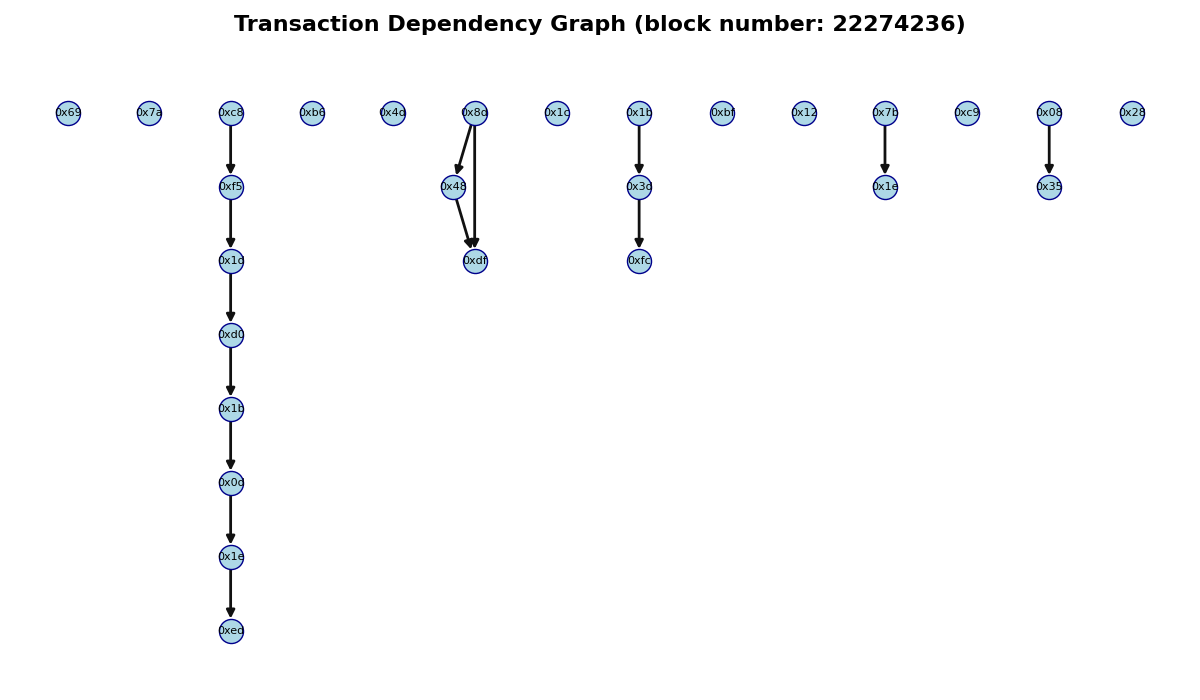 Transaction Dependency Graph (block number: 22274236)
0x69 0x7a 0xc8 0xb6 0x4d 0x8d 0x1c 0x1b 0xbf 0x12 0x7b 0xc9 0x08 0x28
0xf5 0x48 0x3d 0x1e 0x35
0x1d 0xdf 0xfc
0xd0
0x1b
0x0d
0x1e